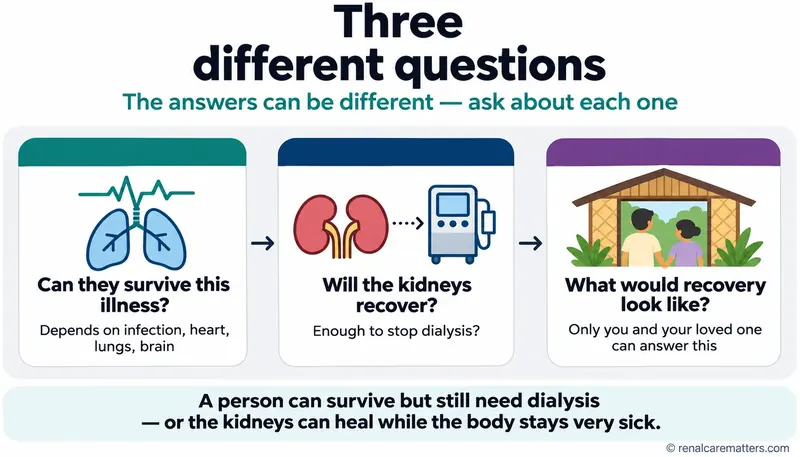 Three
different questions
The answers can be different — ask about each one
Can they survive this
illness?
Depends on infection, heart,
lungs, brain
Will the kidneys
recover?
Enough to stop dialysis?
What would recovery
look like?
Only you and your loved one
can answer this
A person can survive but still need dialysis
— or the kidneys can heal while the body stays very sick.
© renalcarematters.com